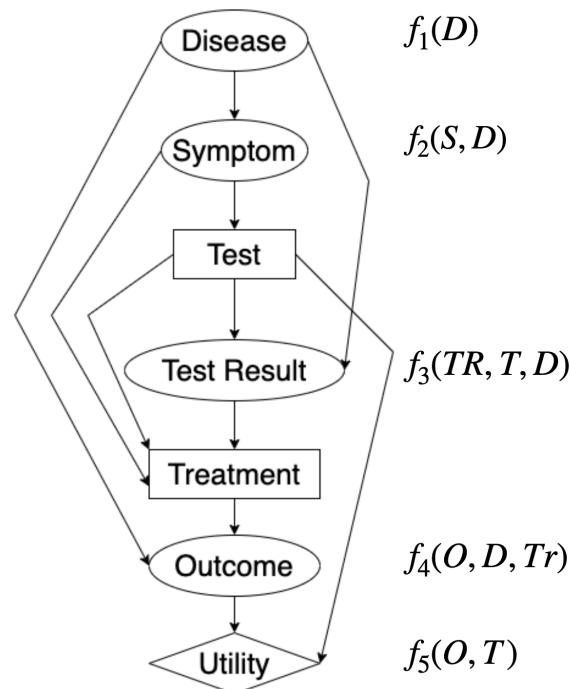 Disease f₁(D)
Symptom f₂(S, D)
Test
Test Result f₃(TR, T, D)
Treatment
Outcome f₄(O, D, Tr)
Utility f₅(O, T)